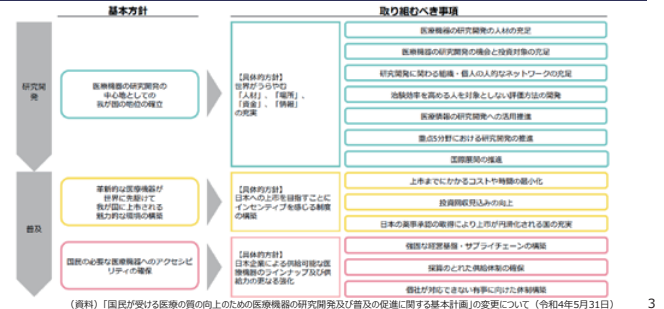 基本方針
取り組むべき事項
研究開
発
医療機器の研究開発の
中心地としての
我が国の地位の確立
【具体的方針】
世界がうらやむ
「人材」、「場所」、
「資金」、「情報」
の充実
医療機器の研究開発の人材の充足
医療機器の研究開発の機会と投資対象の充足
研究開発に関わる組織・個人の人的なネットワークの充足
治験効率を高める人を対象としない評価方法の開発
医療情報の研究開発への活用推進
重点5分野における研究開発の推進
国際展開の推進
普及
革新的な医療機器が
世界に先駆けて
我が国に上市される
魅力的な環境の構築
【具体的方針】
日本への上市を目指すことに
インセンティブを感じる制度
の構築
上市までにかかるコストや時間の最小化
投資回収見込みの向上
日本の薬事承認の取得により上市が円滑化される国の充実
国民の必要な医療機器へのアクセシビ
リティの確保
【具体的方針】
日本企業による供給可能な医
療機器のラインナップ及び供
給力の更なる強化
強固な経営基盤・サプライチェーンの構築
採算のとれた供給体制の確保
個社が対応できない有事に向けた体制構築
(資料)「国民が受ける医療の質の向上のための医療機器の研究開発及び普及の促進に関する基本計画」の変更について(令和4年5月31日)
3